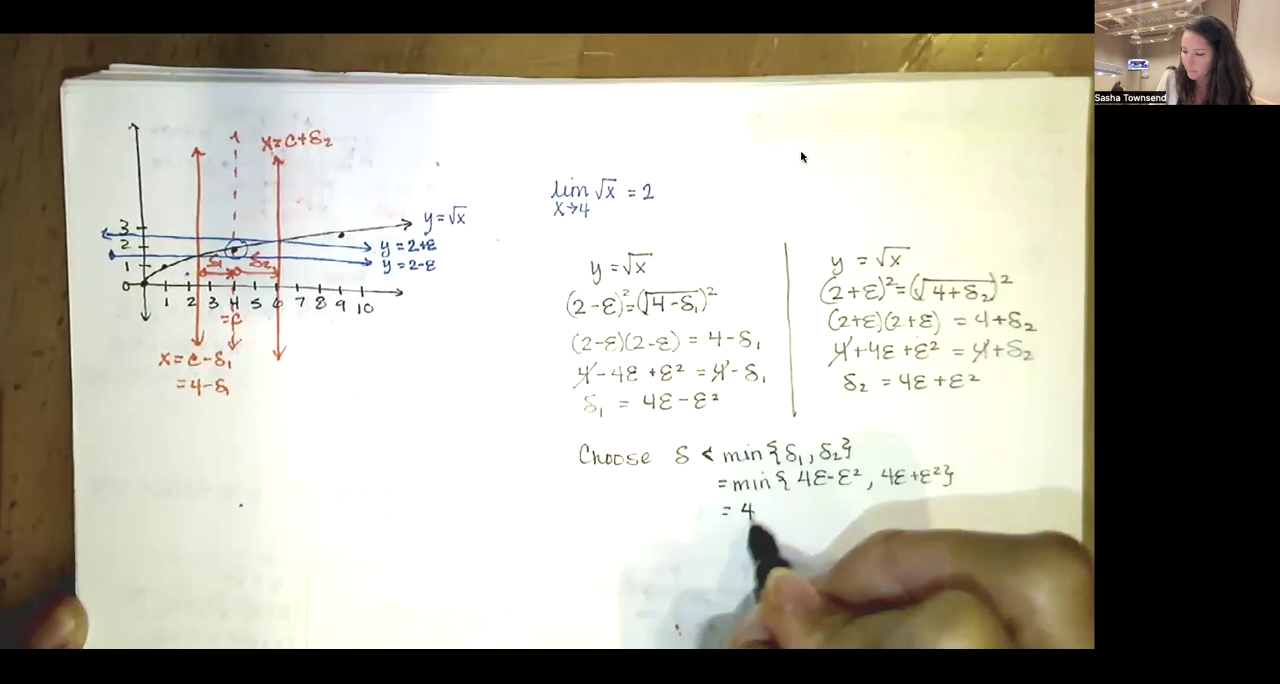 Sasha Townsend
x=c+δ₂
y=√x
3
2
1
0
y=2+ε
y=2-ε
δ₁ δ₂
1 2 3 4 5 6 7 8 9 10
=c
x=c-δ₁
=4-δ₁
lim √x = 2
x→4
y=√x
(2-ε)²=(√4-δ₁)²
(2-ε)(2-ε) = 4-δ₁
4-4ε+ε² = 4-δ₁
δ₁ = 4ε-ε²
y = √x
(2+ε)²=(√4+δ₂)²
(2+ε)(2+ε) = 4+δ₂
4+4ε+ε² = 4+δ₂
δ₂ = 4ε+ε²
Choose δ < min{δ₁, δ₂}
=min{4ε-ε², 4ε+ε²}
= 4